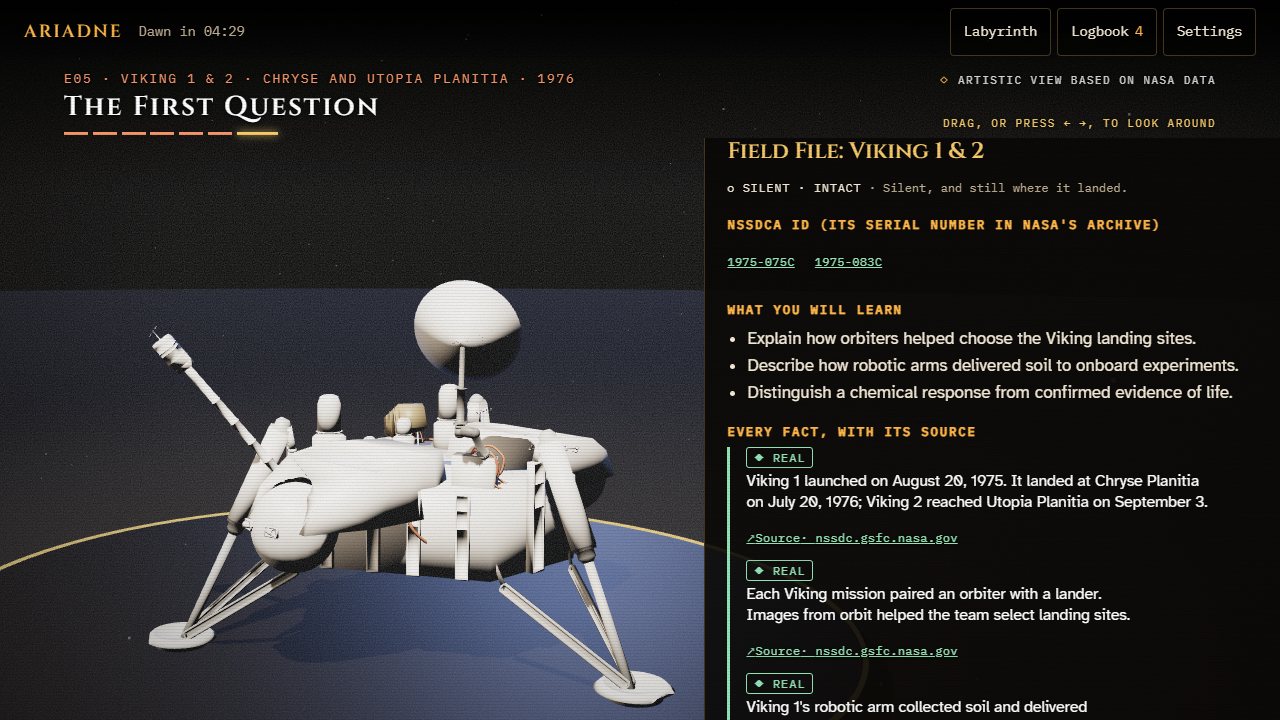 ARIADNE
Dawn in 04:29
Labyrinth
Logbook 4
Settings
E05 · VIKING 1 & 2 · CHRYSE AND UTOPIA PLANITIA · 1976
The First Question
◇ ARTISTIC VIEW BASED ON NASA DATA
DRAG, OR PRESS ← →, TO LOOK AROUND
Field File: Viking 1 & 2
o SILENT · INTACT · Silent, and still where it landed.
NSSDCA ID (ITS SERIAL NUMBER IN NASA'S ARCHIVE)
1975-075C 1975-083C
WHAT YOU WILL LEARN
• Explain how orbiters helped choose the Viking landing sites.
• Describe how robotic arms delivered soil to onboard experiments.
• Distinguish a chemical response from confirmed evidence of life.
EVERY FACT, WITH ITS SOURCE
◆ REAL
Viking 1 launched on August 20, 1975. It landed at Chryse Planitia
on July 20, 1976; Viking 2 reached Utopia Planitia on September 3.
↗Source· nssdc.gsfc.nasa.gov
◆ REAL
Each Viking mission paired an orbiter with a lander.
Images from orbit helped the team select landing sites.
↗Source· nssdc.gsfc.nasa.gov
◆ REAL
Viking 1's robotic arm collected soil and delivered